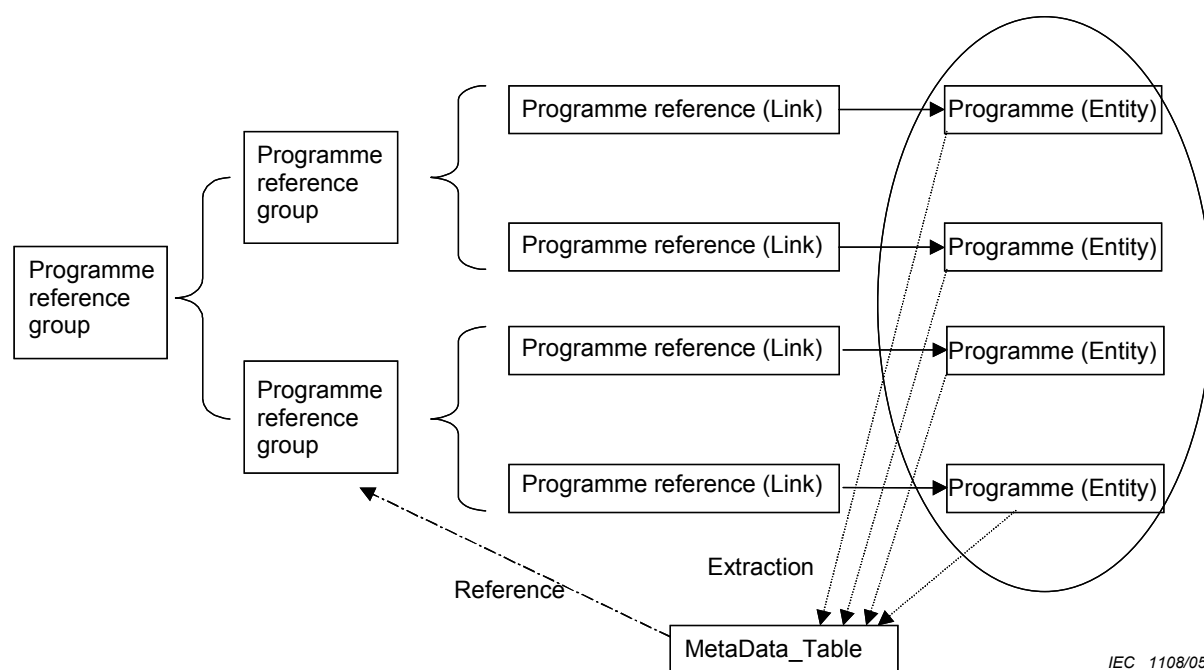 Programme reference (Link)
Programme (Entity)
Programme
reference
group
Programme reference (Link)
Programme (Entity)
Programme
reference
group
Programme reference (Link)
Programme (Entity)
Programme
reference
group
Programme reference (Link)
Programme (Entity)
Extraction
Reference
MetaData_Table
IEC 1108/05